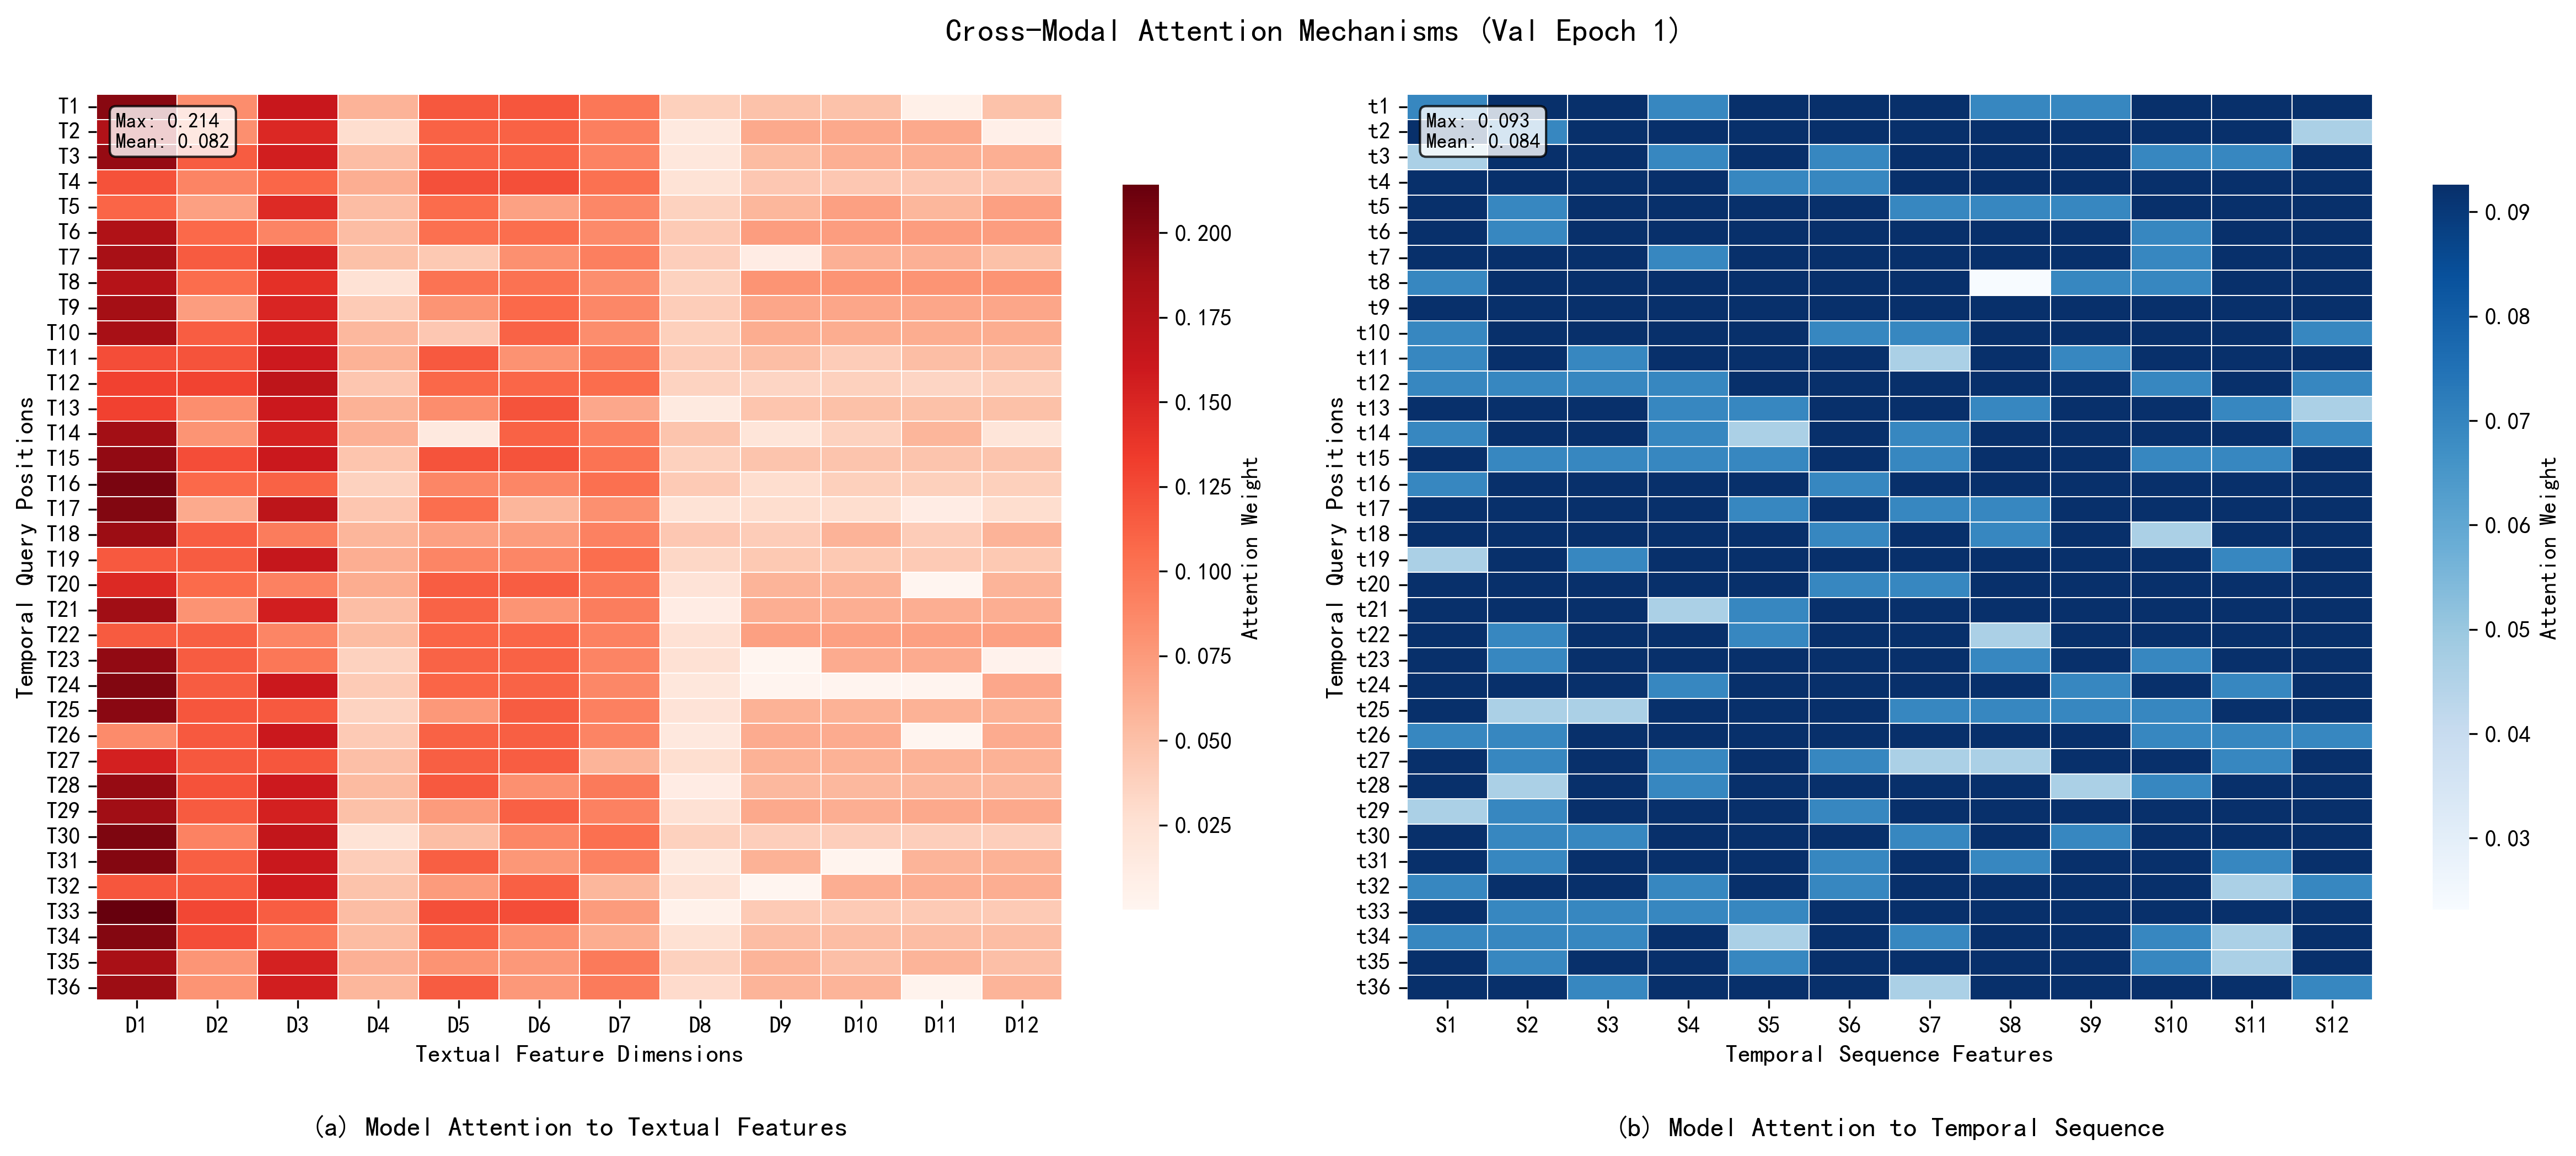 Cross-Modal Attention Mechanisms (Val Epoch 1)
Max: 0.214
Mean: 0.082
T1
T2
T3
T4
T5
T6
T7
T8
T9
T10
T11
T12
T13
T14
T15
T16
T17
T18
T19
T20
T21
T22
T23
T24
T25
T26
T27
T28
T29
T30
T31
T32
T33
T34
T35
T36
Temporal Query Positions
D1 D2 D3 D4 D5 D6 D7 D8 D9 D10 D11 D12
Textual Feature Dimensions
0.200
0.175
0.150
0.125
0.100
0.075
0.050
0.025
Attention Weight
(a) Model Attention to Textual Features
Max: 0.093
Mean: 0.084
t1
t2
t3
t4
t5
t6
t7
t8
t9
t10
t11
t12
t13
t14
t15
t16
t17
t18
t19
t20
t21
t22
t23
t24
t25
t26
t27
t28
t29
t30
t31
t32
t33
t34
t35
t36
Temporal Query Positions
S1 S2 S3 S4 S5 S6 S7 S8 S9 S10 S11 S12
Temporal Sequence Features
0.09
0.08
0.07
0.06
0.05
0.04
0.03
Attention Weight
(b) Model Attention to Temporal Sequence